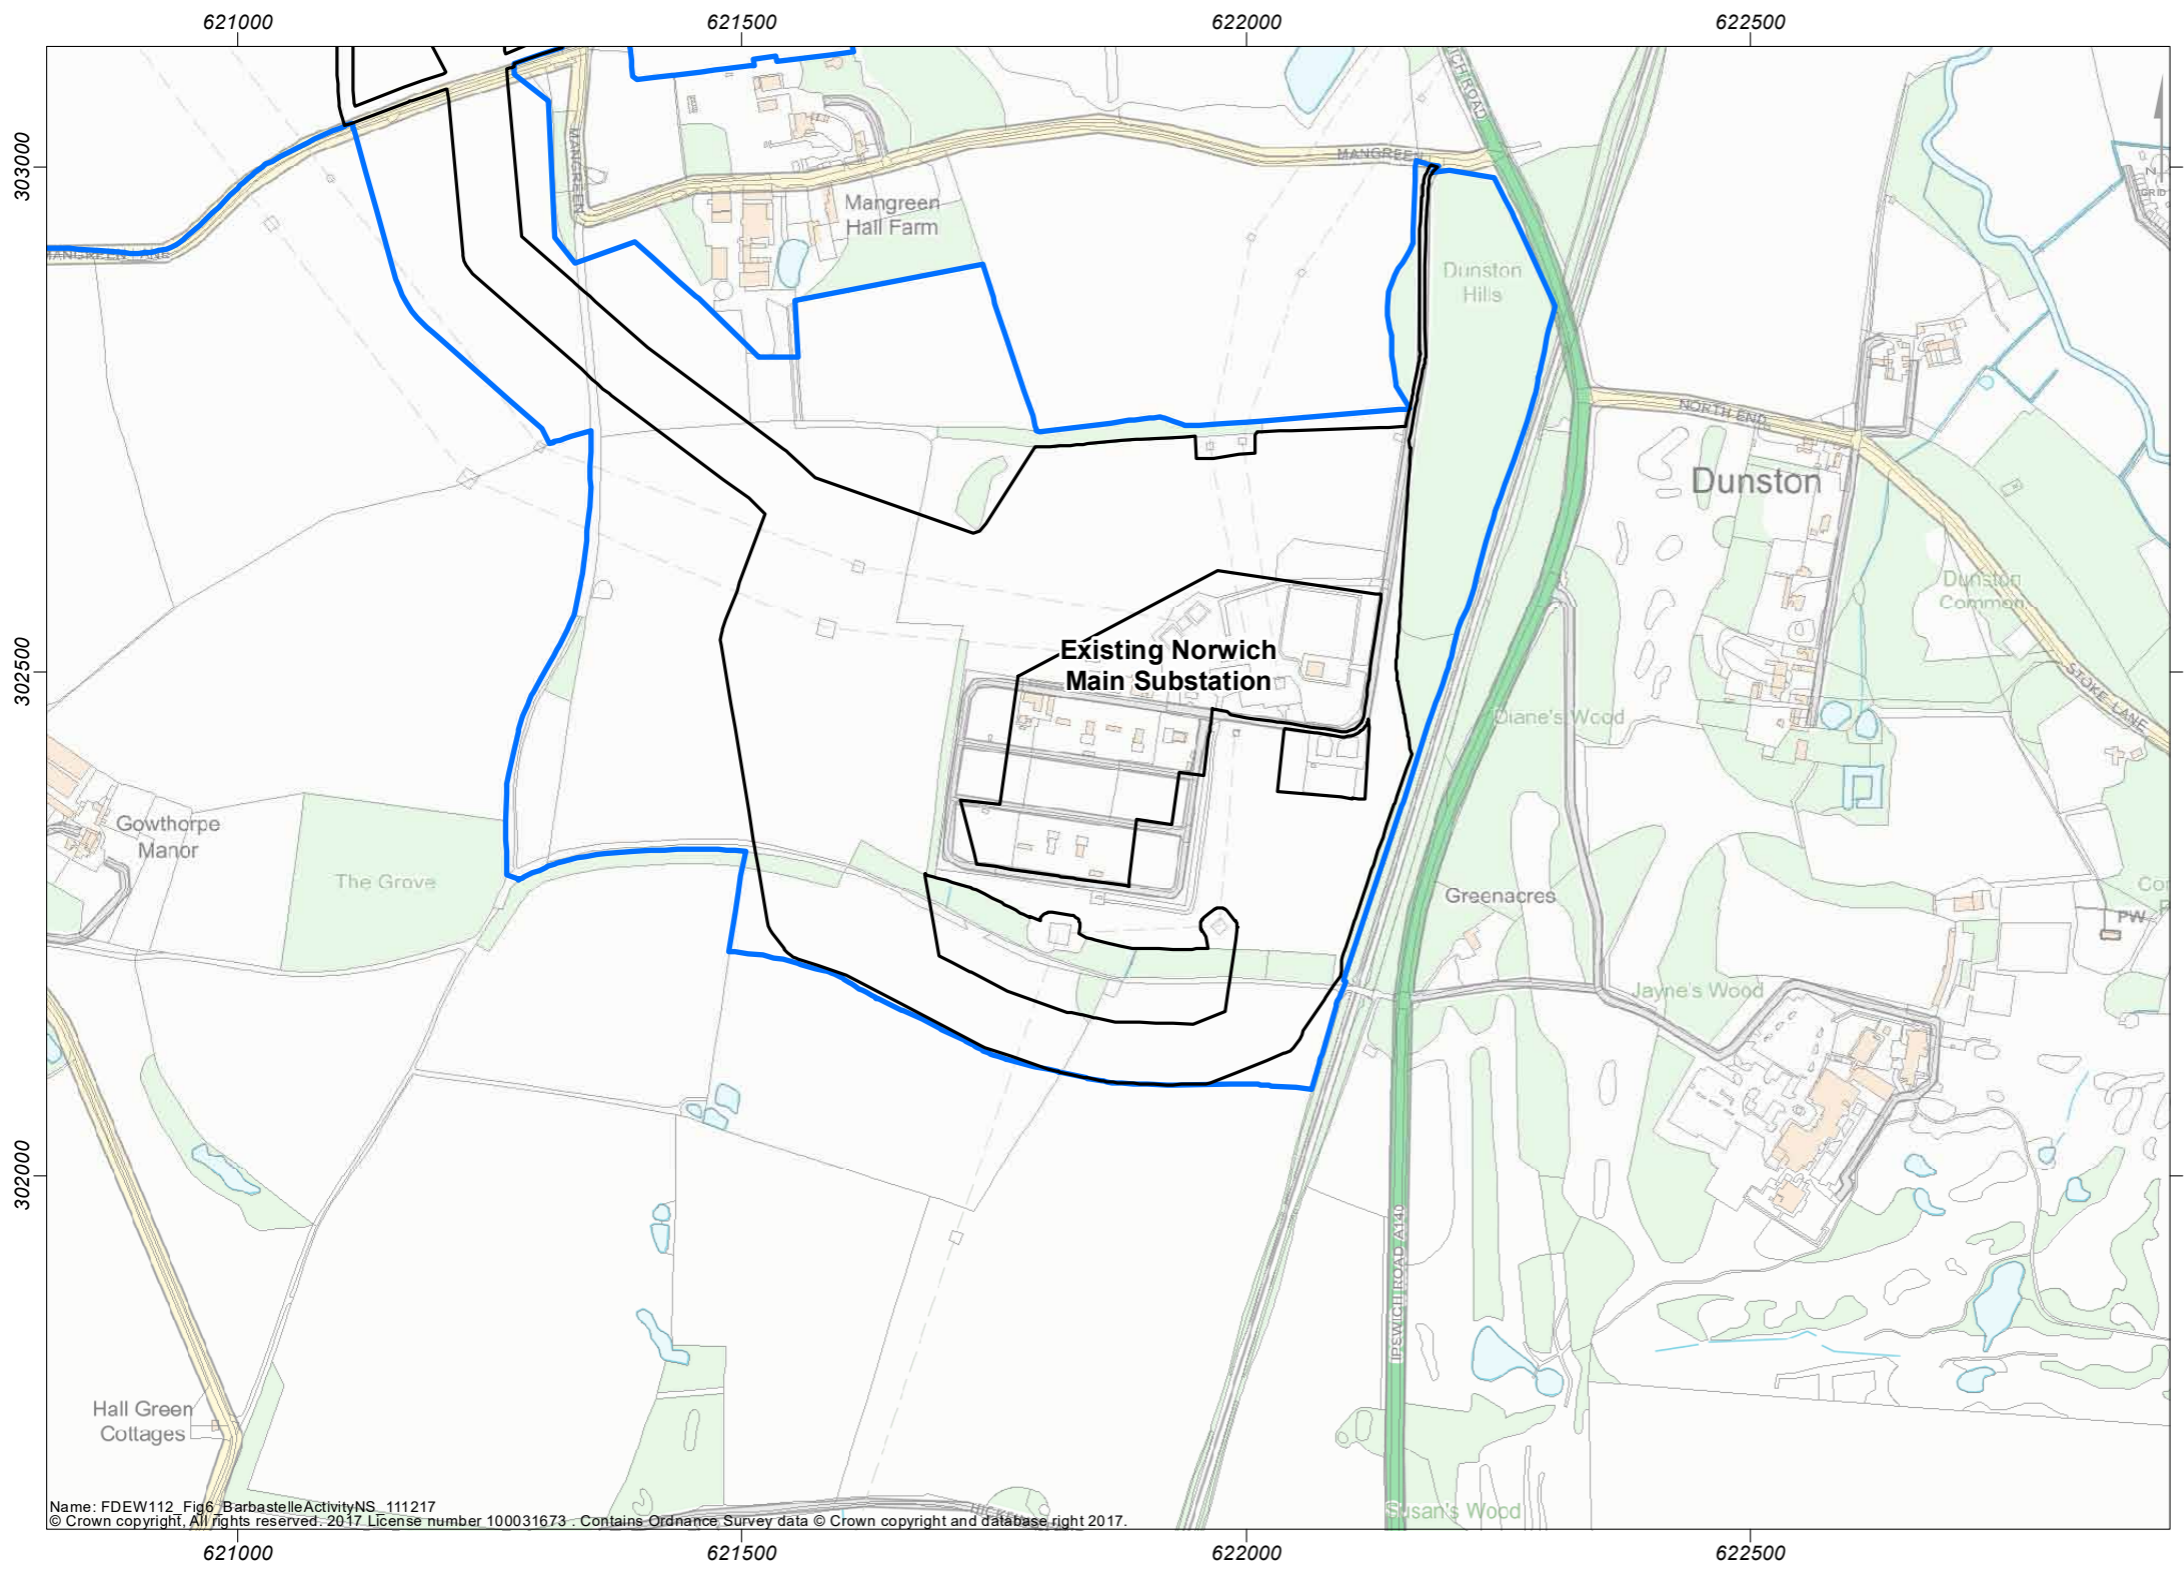 621000
621500
622000
622500
303000
302500
302000
MANGREEN LANE
MANGREEN
MANGREEN
Mangreen
Hall Farm
Dunston
Hills
NORTH END
Dunston
Dunston
Common
STOKE LANE
Existing Norwich
Main Substation
Diane's Wood
Gowthorpe
Manor
The Grove
Greenacres
PW
Jayne's Wood
IPSWICH ROAD A140
Hall Green
Cottages
Susan's Wood
Name: FDEW112_Fig6_BarbastelleActivityNS_111217
© Crown copyright, All rights reserved. 2017 License number 100031673 . Contains Ordnance Survey data © Crown copyright and database right 2017.
621000
621500
622000
622500